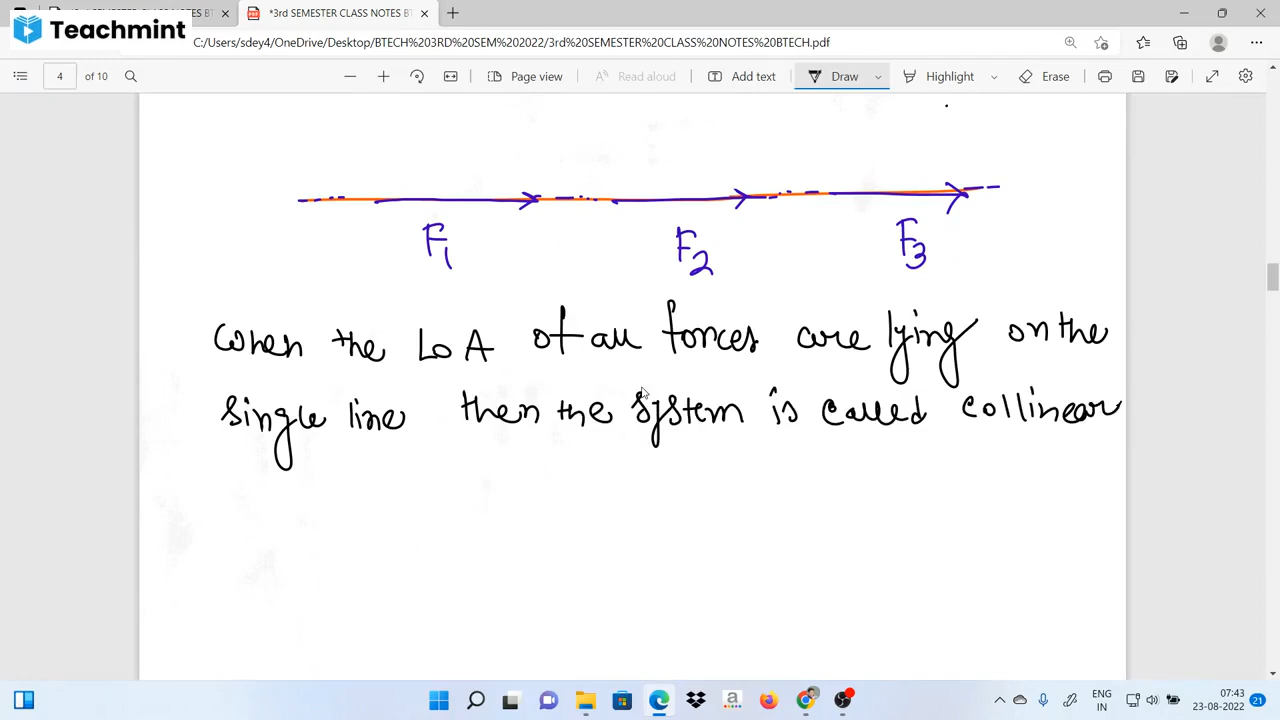 *3rd SEMESTER CLASS NOTES BT
Teachmint
C:/Users/sdey4/OneDrive/Desktop/BTECH%203RD%20SEM%202022/3rd%20SEMESTER%20CLASS%20NOTES%20BTECH.pdf
4 of 10 Page view Read aloud Add text Draw Highlight Erase
F1 F2 F3
When the LoA of all forces are lying on the
single line then the system is called collinear
ENG 07:43
IN 23-08-2022 21